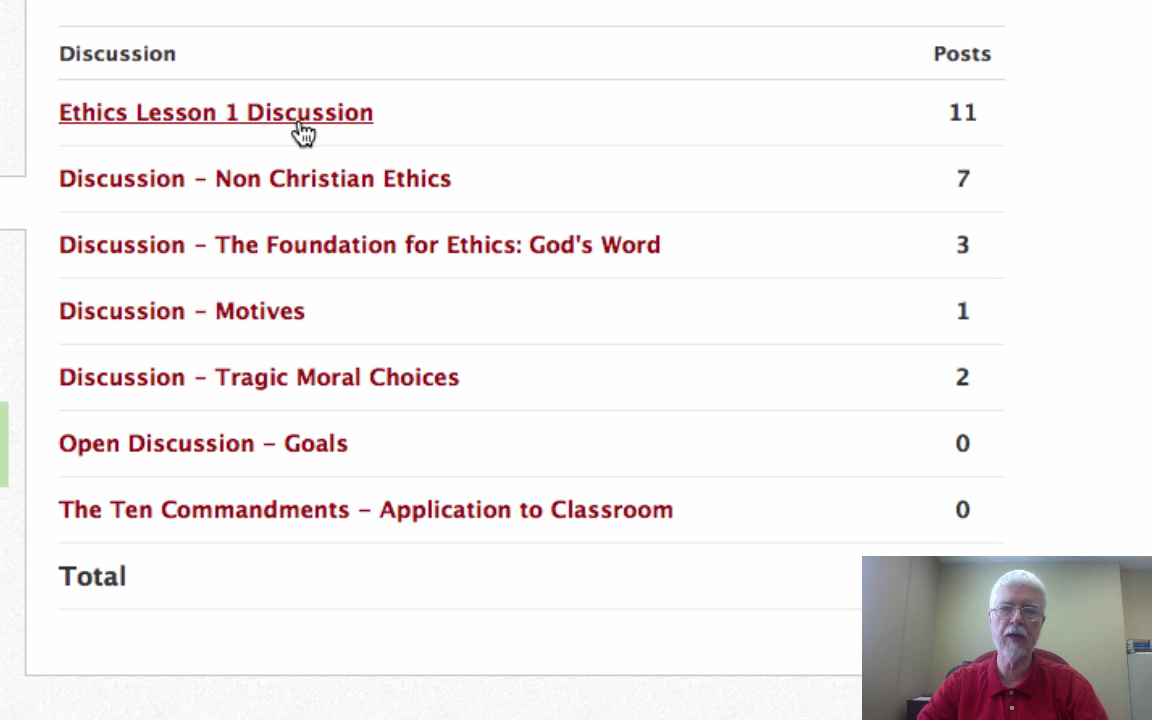 Discussion Posts
Ethics Lesson 1 Discussion 11
Discussion – Non Christian Ethics 7
Discussion – The Foundation for Ethics: God's Word 3
Discussion – Motives 1
Discussion – Tragic Moral Choices 2
Open Discussion – Goals 0
The Ten Commandments – Application to Classroom 0
Total